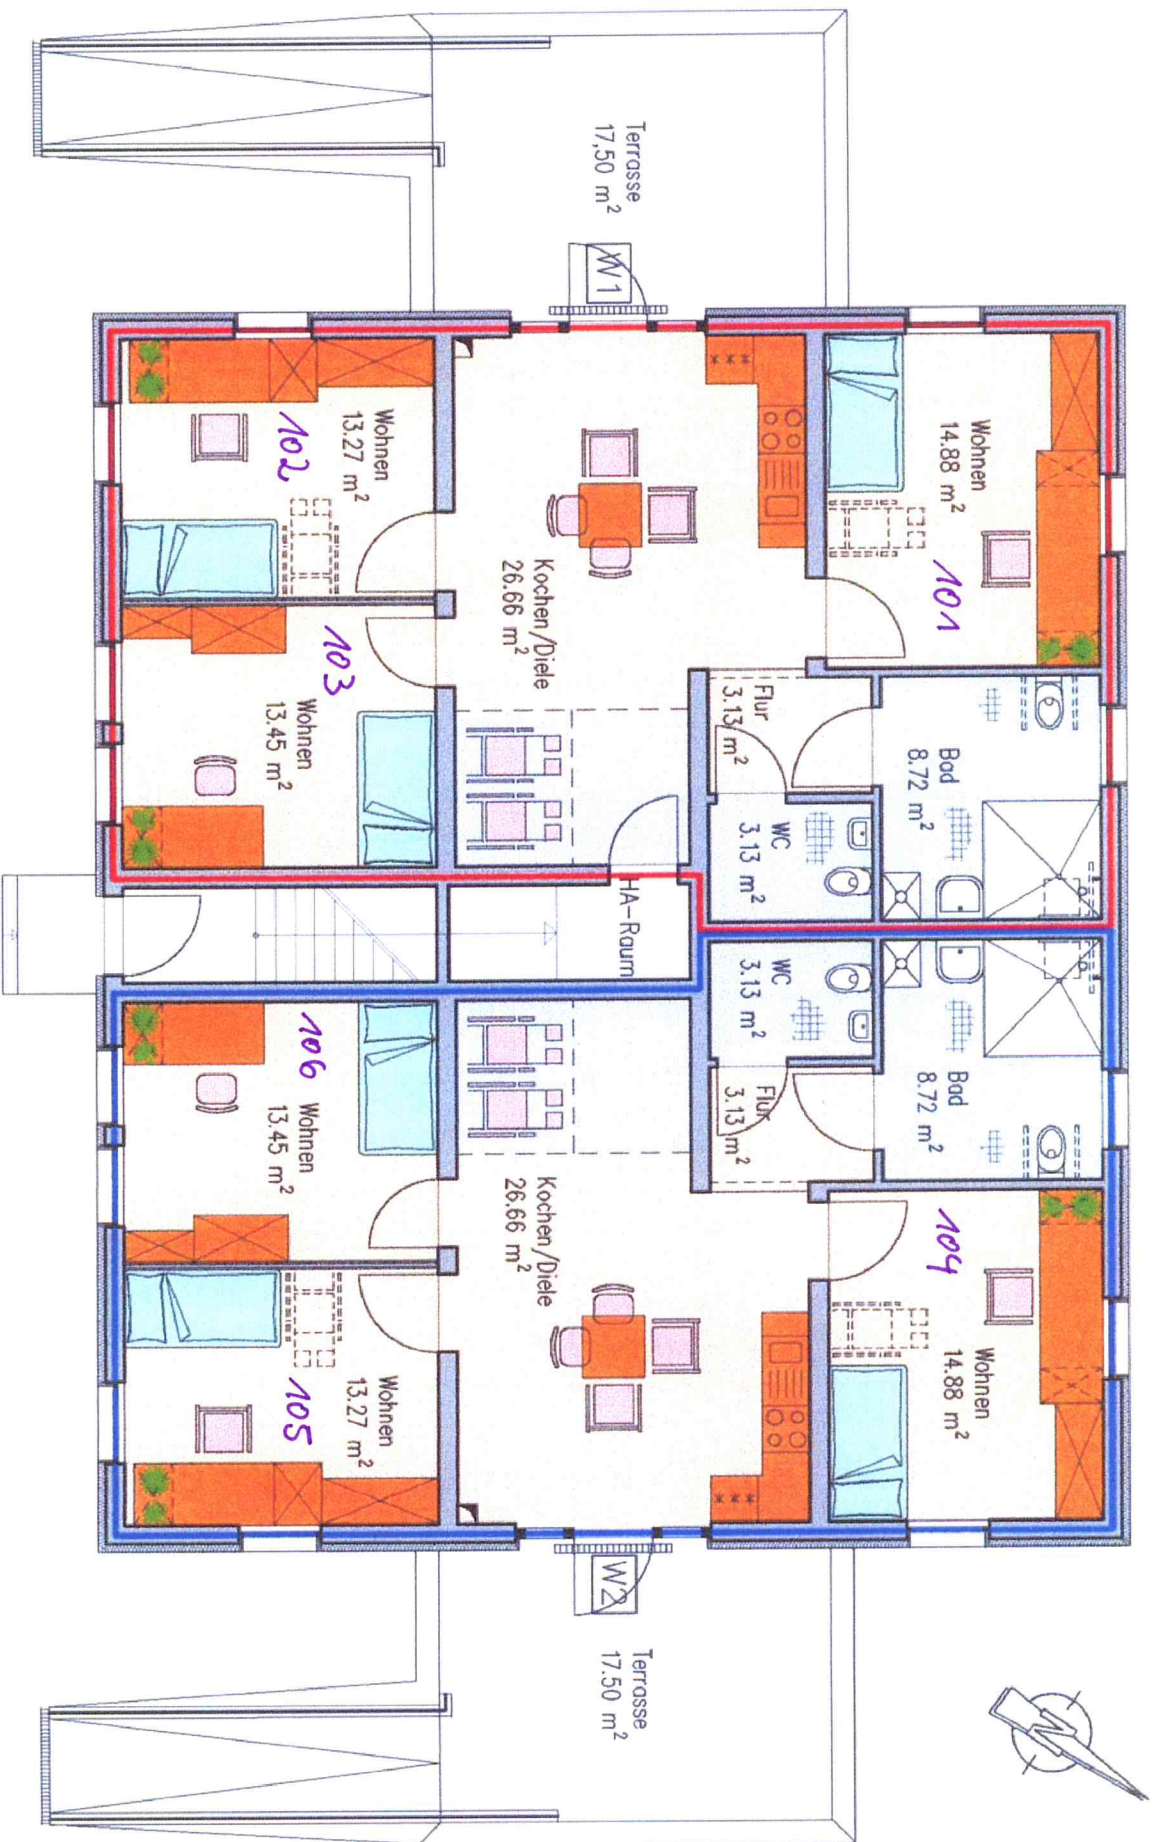 Terrasse
17,50 m²
W1
Wohnen
14.88 m²
101
Wohnen
13.27 m²
102
Kochen/Diele
26.66 m²
103
Wohnen
13.45 m²
Flur
3.13 m²
Bad
8.72 m²
WC
3.13 m²
HA-Raum
WC
3.13 m²
Bad
8.72 m²
Flur
3.13 m²
106
Wohnen
13.45 m²
Kochen/Diele
26.66 m²
104
Wohnen
14.88 m²
105
Wohnen
13.27 m²
W2
Terrasse
17.50 m²
N